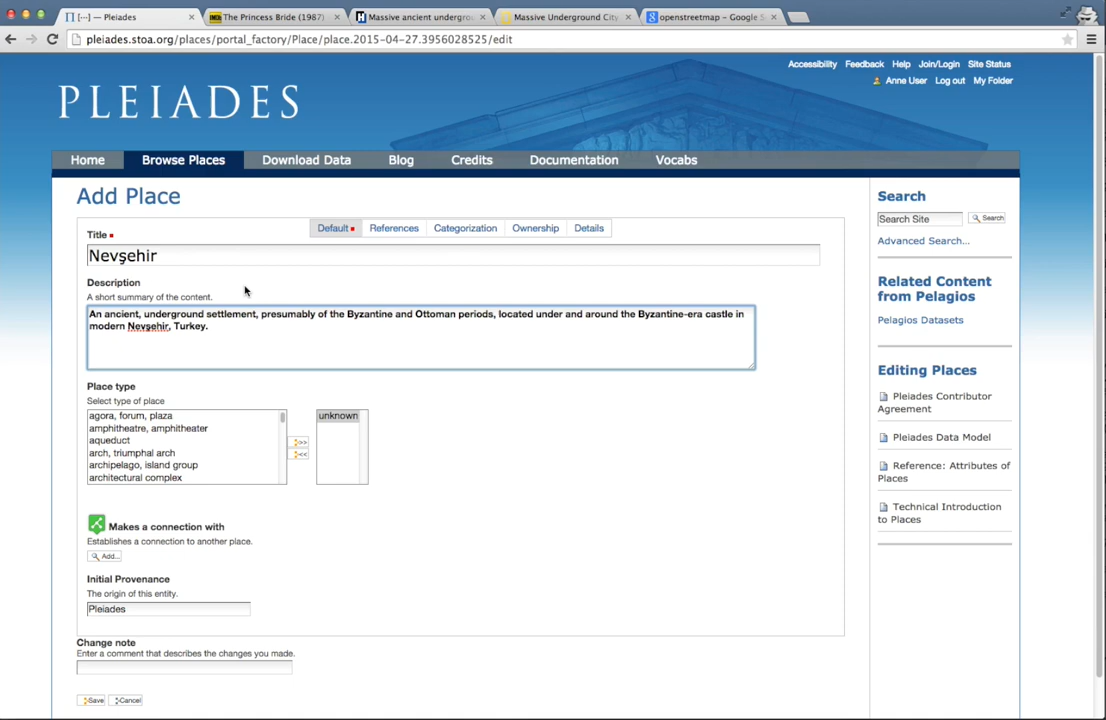 [···] — Pleiades
The Princess Bride (1987)
Massive ancient undergrou
Massive Underground City
openstreetmap - Google S
pleiades.stoa.org/places/portal_factory/Place/place.2015-04-27.3956028525/edit
Accessibility Feedback Help Join/Login Site Status
Anne User Log out My Folder
PLEIADES
Home Browse Places Download Data Blog Credits Documentation Vocabs
Add Place
Default References Categorization Ownership Details
Title
Nevşehir
Description
A short summary of the content.
An ancient, underground settlement, presumably of the Byzantine and Ottoman periods, located under and around the Byzantine-era castle in
modern Nevşehir, Turkey.
Place type
Select type of place
agora, forum, plaza
amphitheatre, amphitheater
aqueduct
arch, triumphal arch
archipelago, island group
architectural complex
>>
<<
unknown
Makes a connection with
Establishes a connection to another place.
Add...
Initial Provenance
The origin of this entity.
Pleiades
Change note
Enter a comment that describes the changes you made.
Save Cancel
Search
Search Site Search
Advanced Search...
Related Content
from Pelagios
Pelagios Datasets
Editing Places
Pleiades Contributor
Agreement
Pleiades Data Model
Reference: Attributes of
Places
Technical Introduction
to Places